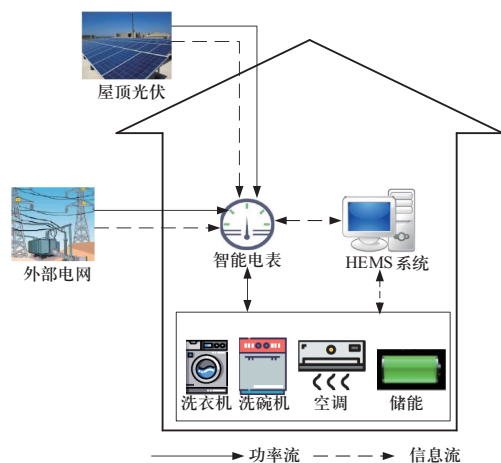 屋顶光伏
外部电网
智能电表
HEMS 系统
洗衣机 洗碗机 空调 储能
功率流 信息流